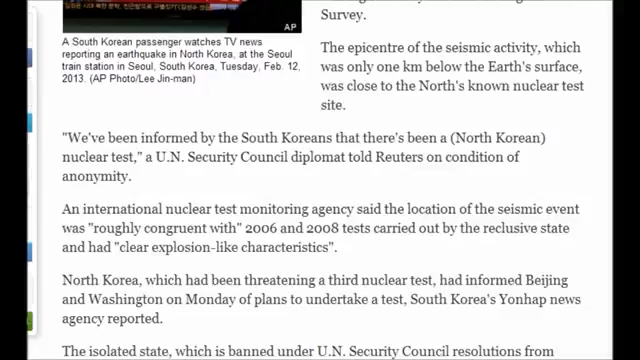 AP
A South Korean passenger watches TV news
reporting an earthquake in North Korea, at the Seoul
train station in Seoul, South Korea, Tuesday, Feb. 12,
2013. (AP Photo/Lee Jin-man)
Survey.
The epicentre of the seismic activity, which
was only one km below the Earth's surface,
was close to the North's known nuclear test
site.
"We've been informed by the South Koreans that there's been a (North Korean)
nuclear test," a U.N. Security Council diplomat told Reuters on condition of
anonymity.
An international nuclear test monitoring agency said the location of the seismic event
was "roughly congruent with" 2006 and 2008 tests carried out by the reclusive state
and had "clear explosion-like characteristics".
North Korea, which had been threatening a third nuclear test, had informed Beijing
and Washington on Monday of plans to undertake a test, South Korea's Yonhap news
agency reported.
The isolated state, which is banned under U.N. Security Council resolutions from